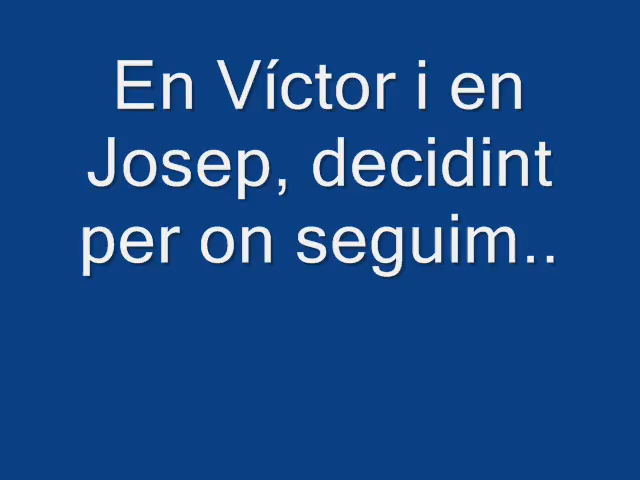 En Víctor i en
Josep, decidint
per on seguim..